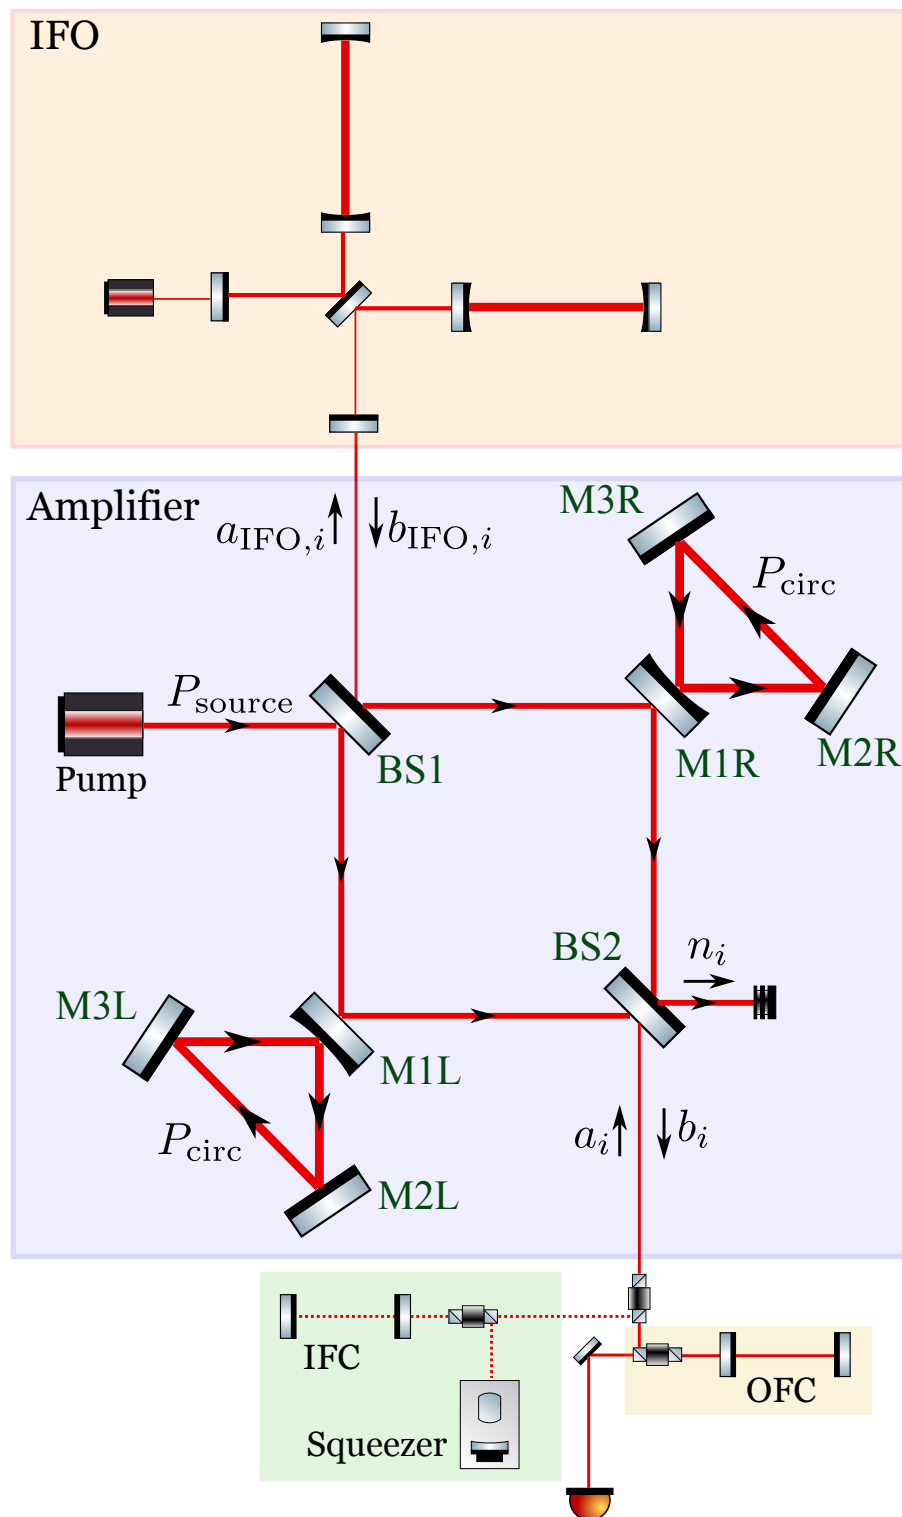 IFO
Amplifier
a_IFO,i
b_IFO,i
M3R
P_circ
P_source
Pump
BS1
M1R
M2R
BS2
n_i
M3L
M1L
P_circ
a_i
b_i
M2L
IFC
OFC
Squeezer